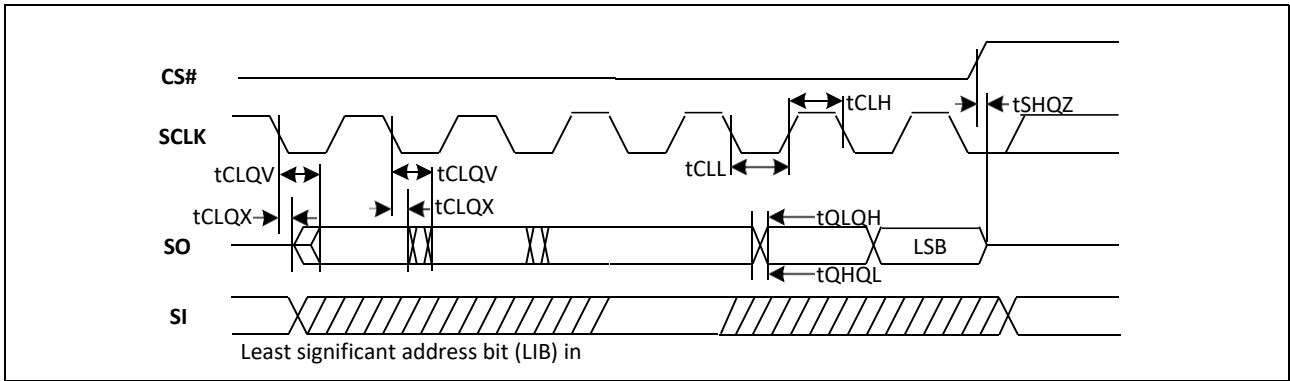 CS#
tCLH
tSHQZ
SCLK
tCLQV
tCLQV
tCLL
tCLQX
tCLQX
tQLQH
SO
LSB
tQHQL
SI
Least significant address bit (LIB) in